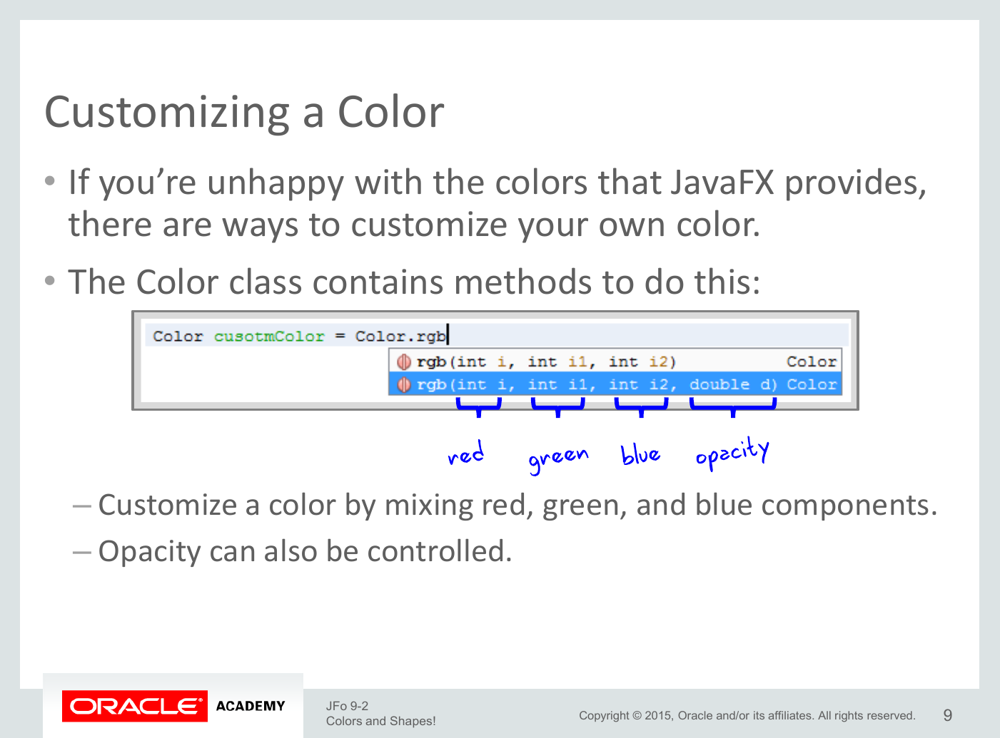 Customizing a Color
• If you’re unhappy with the colors that JavaFX provides,
there are ways to customize your own color.
• The Color class contains methods to do this:
Color cusotmColor = Color.rgb
rgb(int i, int i1, int i2) Color
rgb(int i, int i1, int i2, double d) Color
red green blue opacity
– Customize a color by mixing red, green, and blue components.
– Opacity can also be controlled.
ORACLE® ACADEMY
JFo 9-2
Colors and Shapes!
Copyright © 2015, Oracle and/or its affiliates. All rights reserved. 9